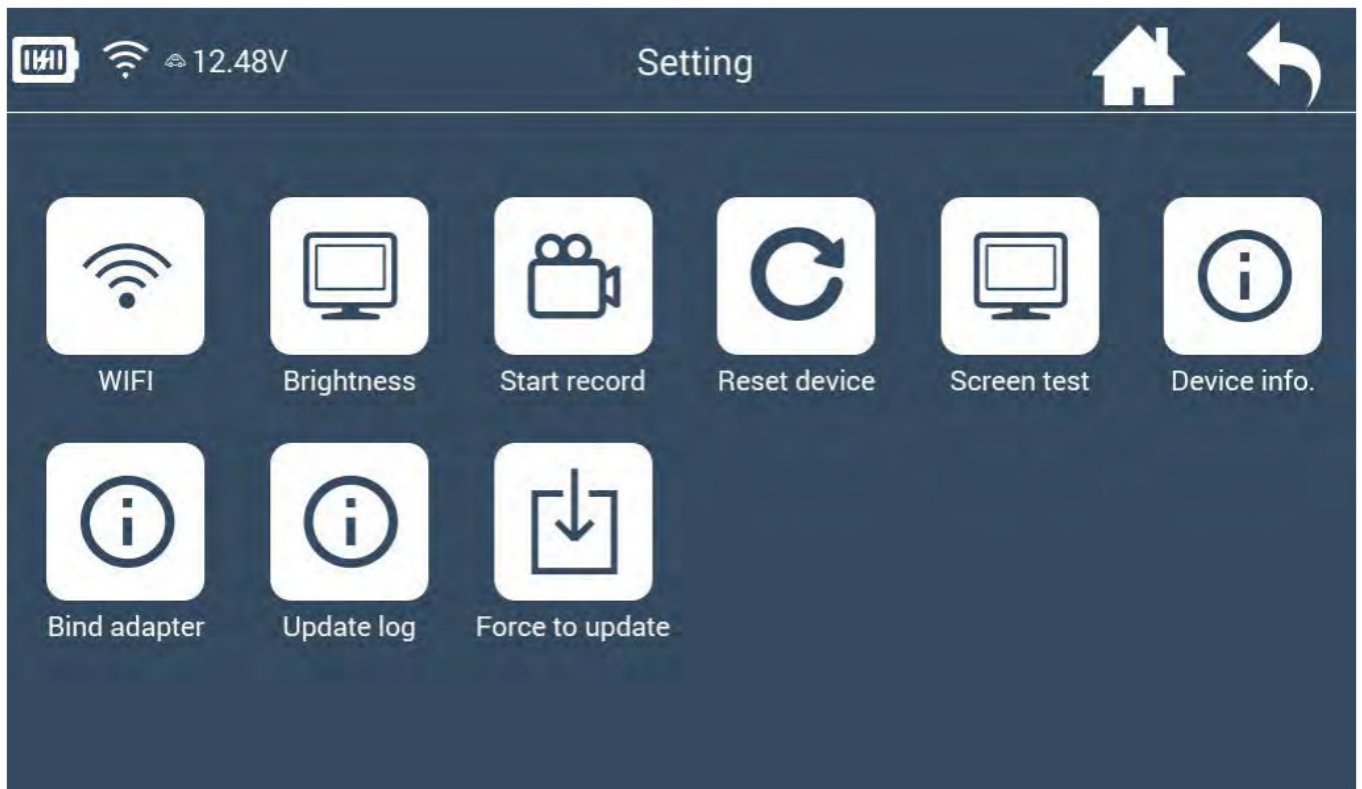 12.48V
Setting
WIFI
Brightness
Start record
Reset device
Screen test
Device info.
Bind adapter
Update log
Force to update